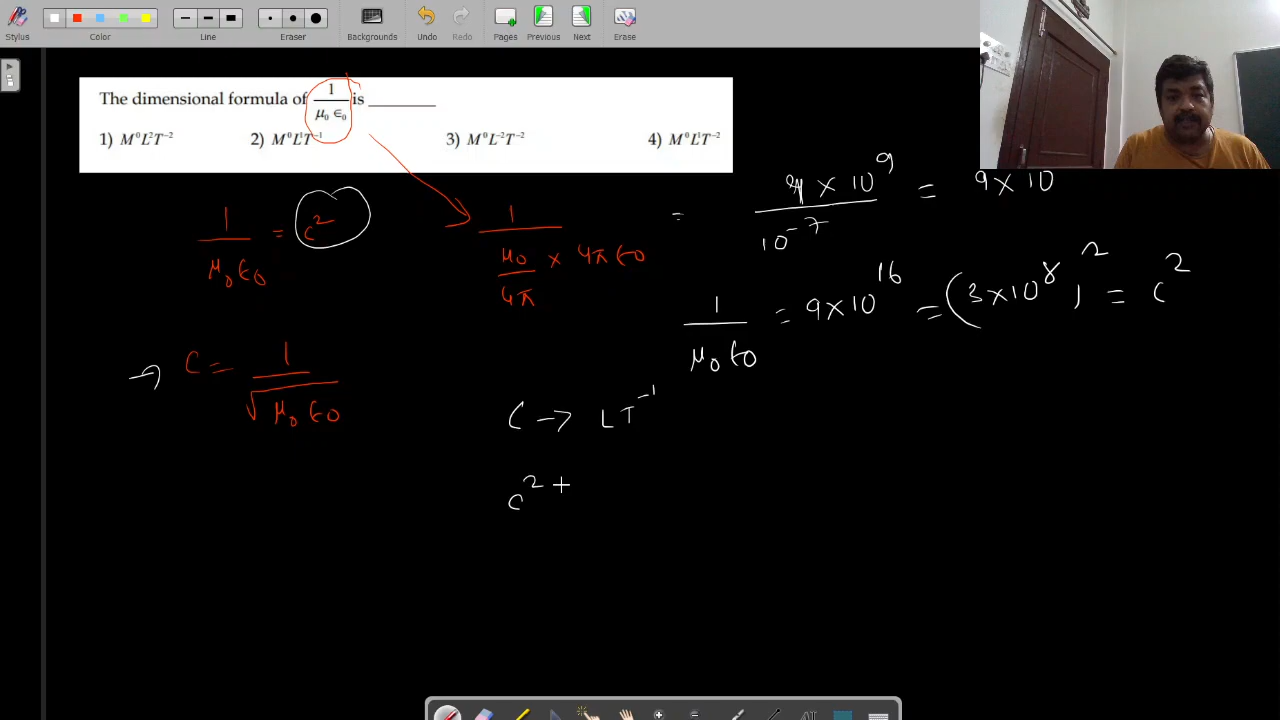 Stylus Color Line Eraser Backgrounds Undo Redo Pages Previous Next Erase
The dimensional formula of 1/μ₀ ∈₀ is ______
1) M⁰L²T⁻² 2) M⁰L¹T⁻¹ 3) M⁰L⁻²T⁻² 4) M⁰L¹T⁻²
1/μ₀ε₀ = c²
1/(μ₀/4π × 4πε₀) = 9 × 10⁹/10⁻⁷ = 9 × 10
1/μ₀ε₀ = 9 × 10¹⁶ = (3 × 10⁸)² = c²
→ C = 1/√μ₀ε₀
C → LT⁻¹
c² +